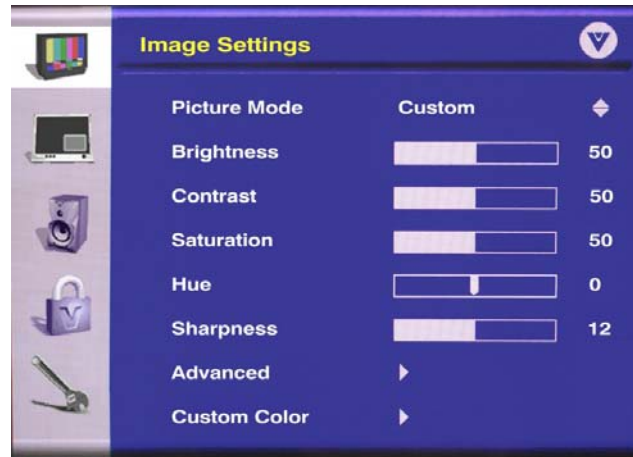 Image Settings
Picture Mode Custom
Brightness 50
Contrast 50
Saturation 50
Hue 0
Sharpness 12
Advanced
Custom Color